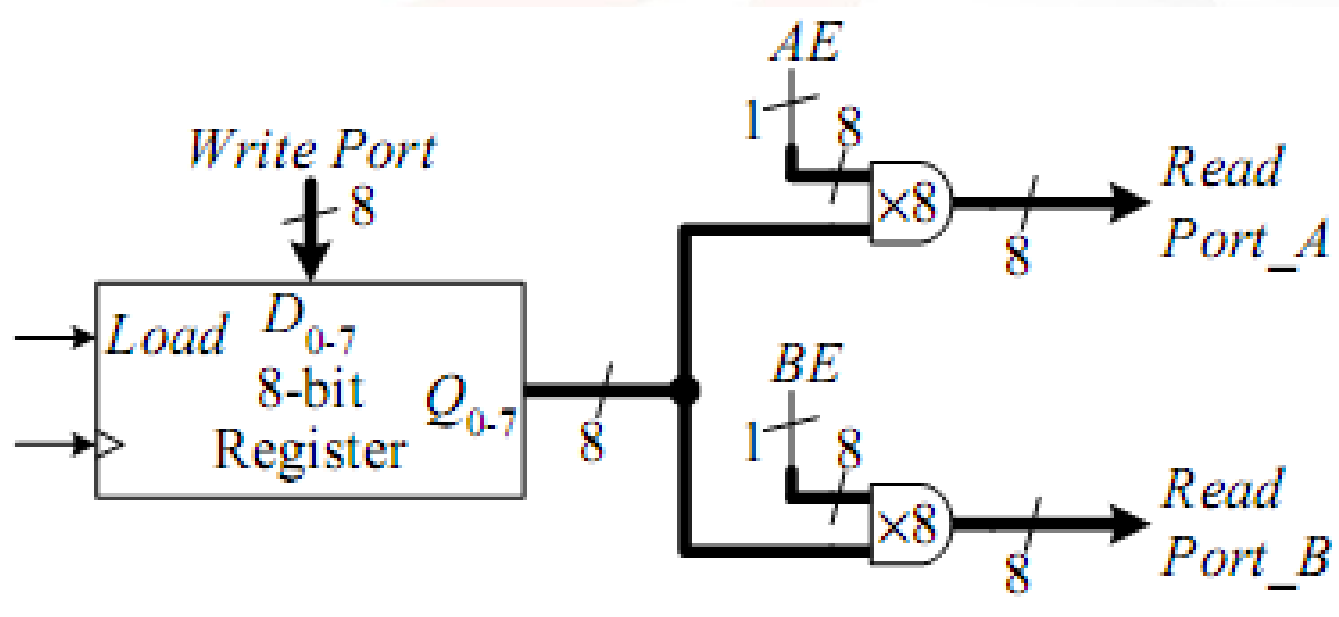 AE
1
8
Write Port
8
×8
Read
Port_A
8
Load
D0-7
8-bit
Register
Q0-7
8
BE
1
8
×8
Read
Port_B
8